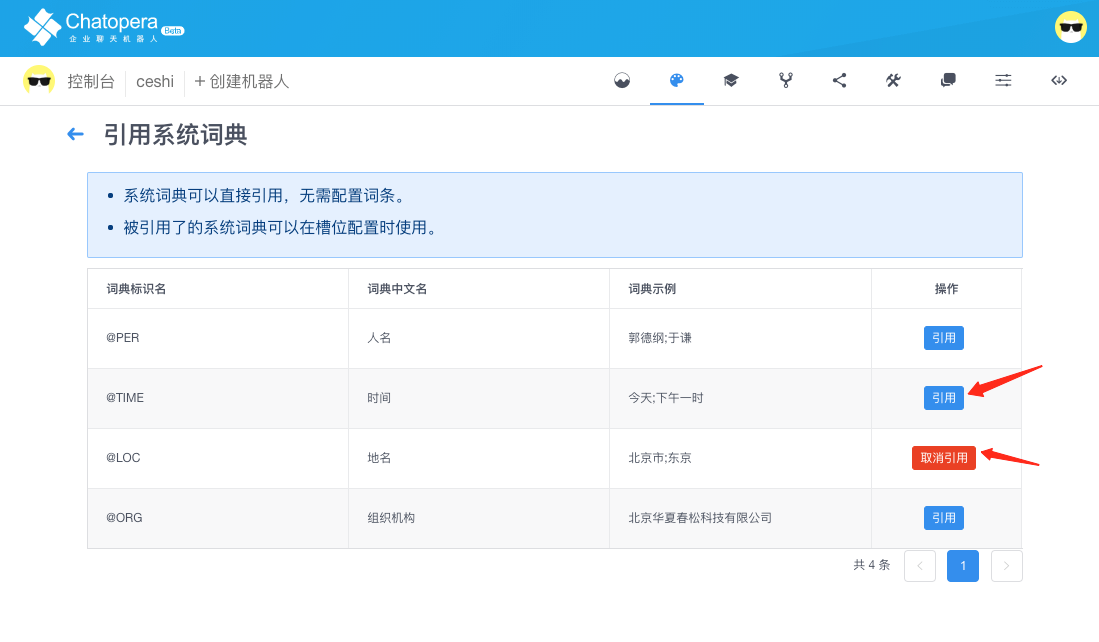 Chatopera Beta
企业聊天机器人
控制台 ceshi + 创建机器人
引用系统词典
系统词典可以直接引用，无需配置词条。
被引用了的系统词典可以在槽位配置时使用。
词典标识名 词典中文名 词典示例 操作
@PER 人名 郭德纲;于谦 引用
@TIME 时间 今天;下午一时 引用
@LOC 地名 北京市;东京 取消引用
@ORG 组织机构 北京华夏春松科技有限公司 引用
共 4 条 1